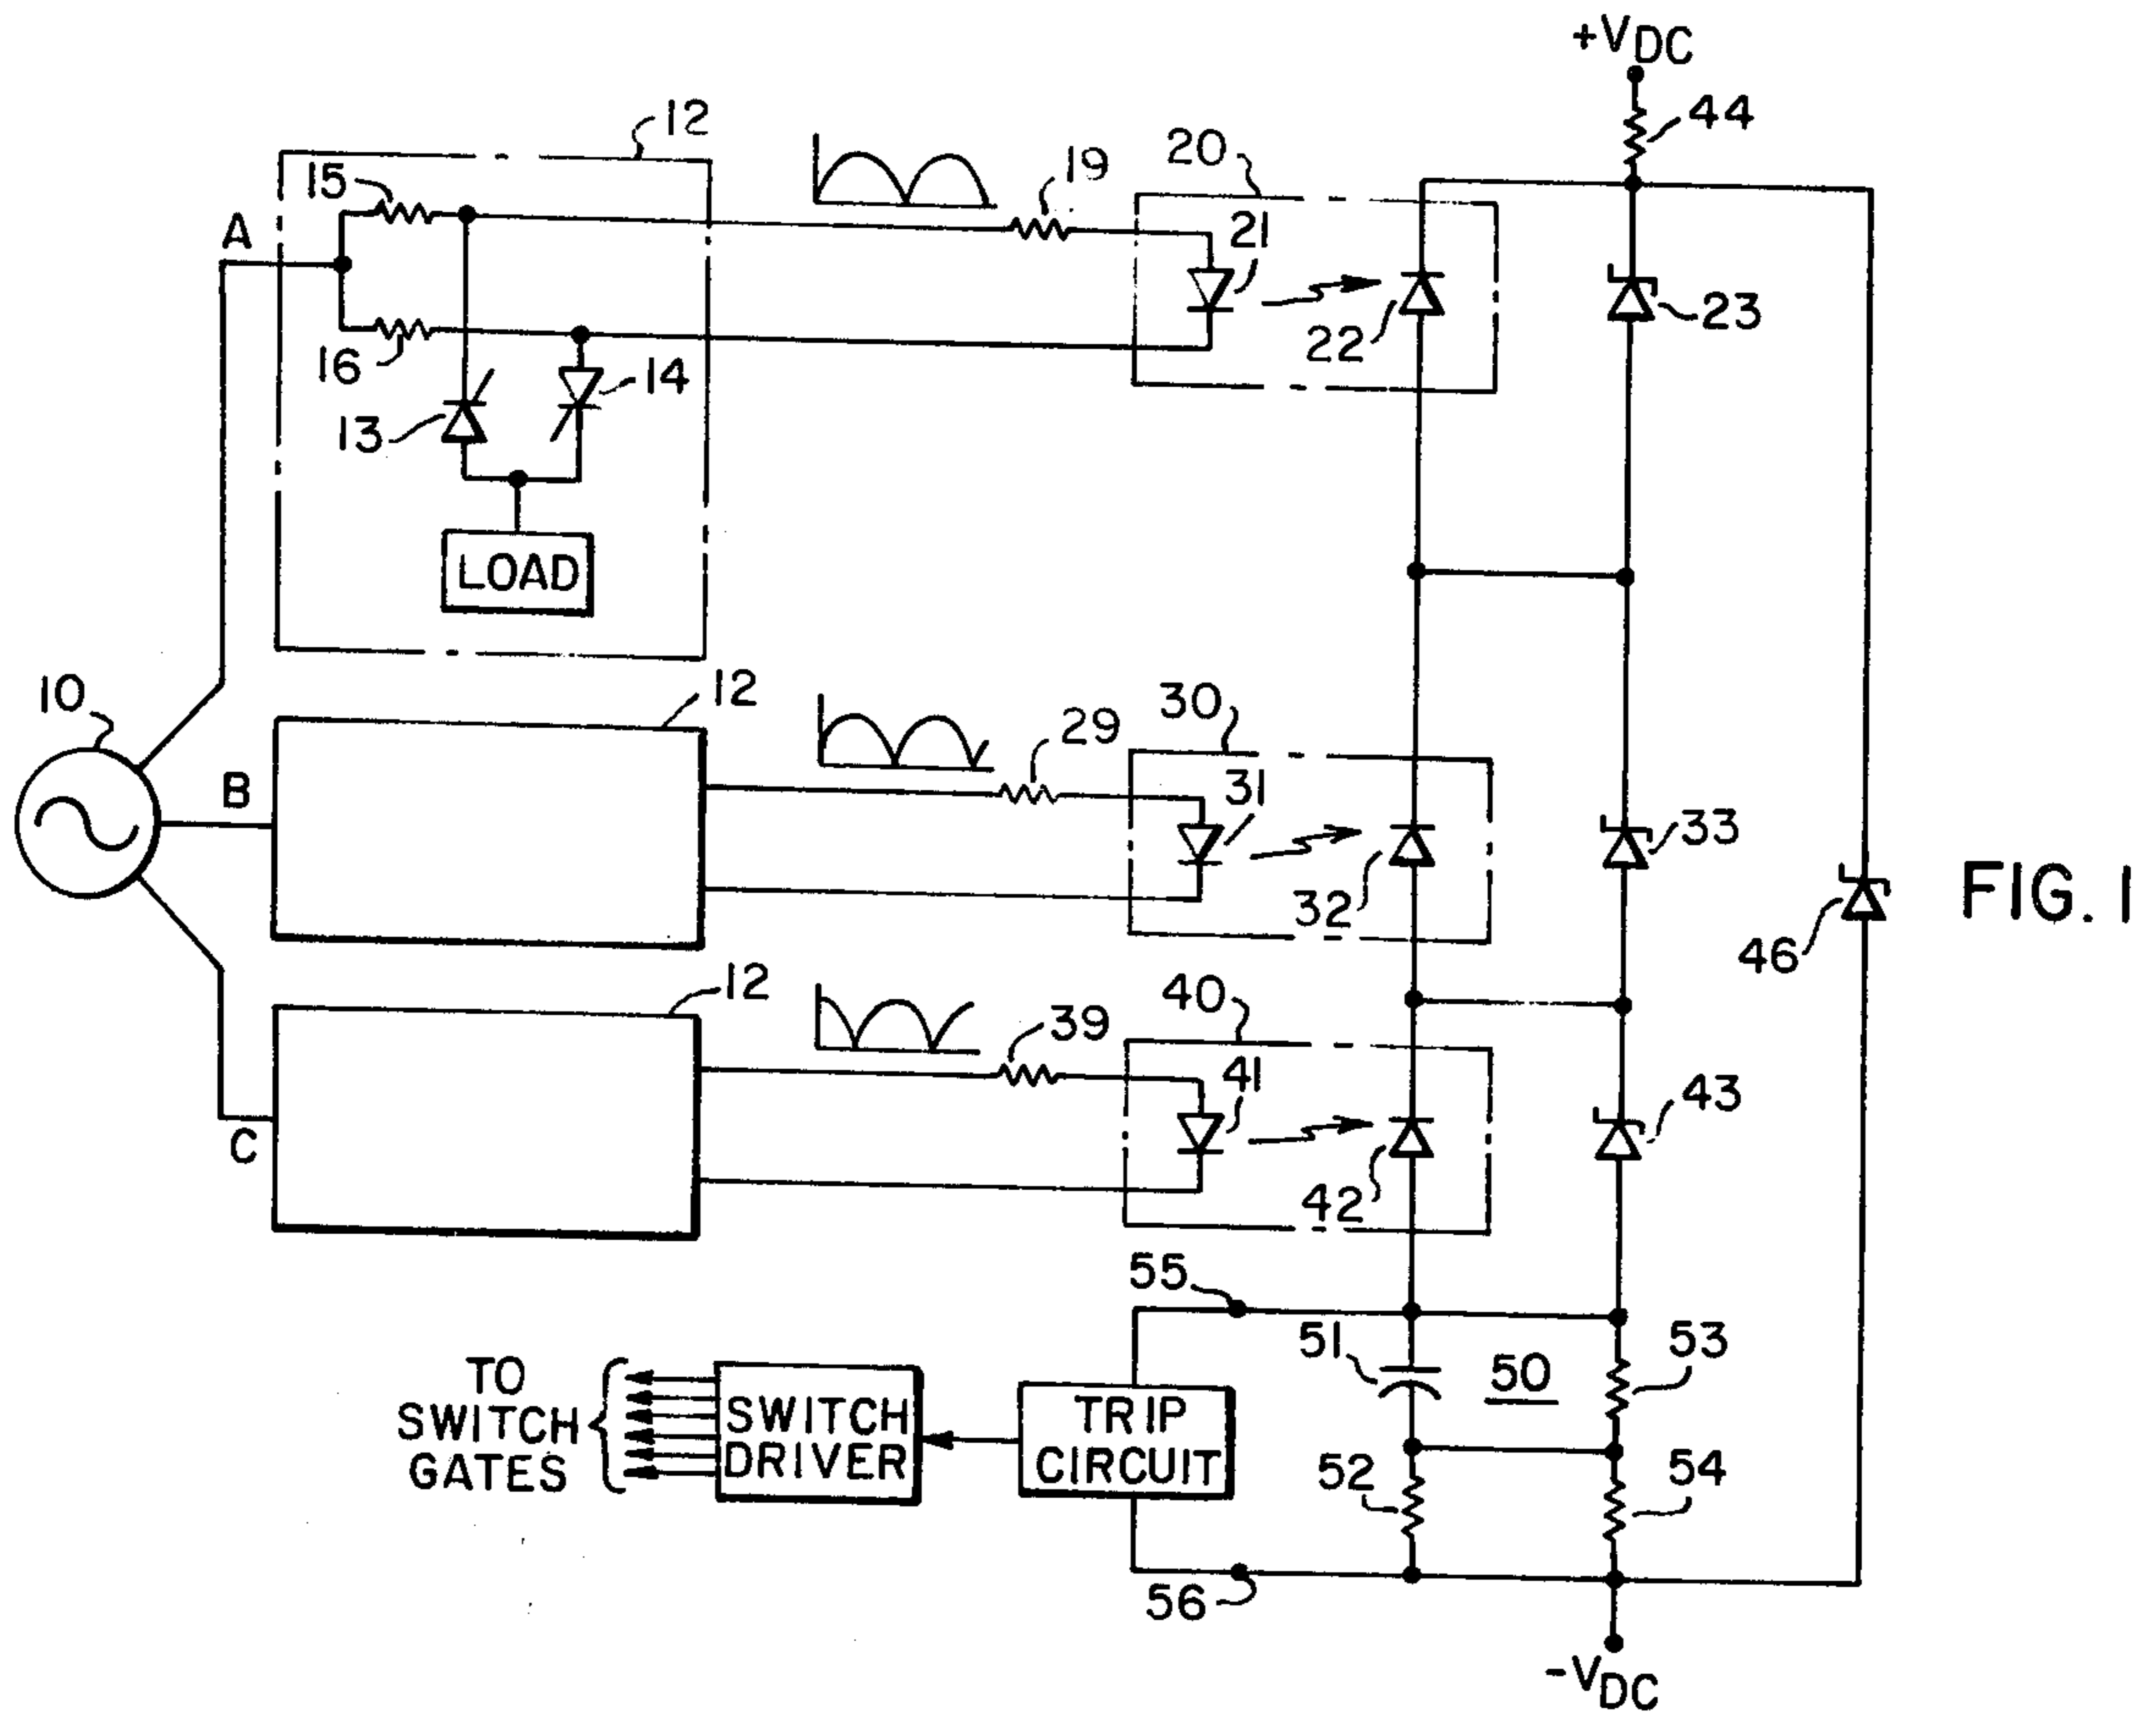 +VDC
44
12
15
19
20
21
A
22
23
16
14
13
LOAD
10
12
B
29
30
31
32
33
46
FIG. 1
12
39
40
41
42
43
C
55
51
50
53
TO
SWITCH
GATES
SWITCH
DRIVER
TRIP
CIRCUIT
52
54
56
-VDC